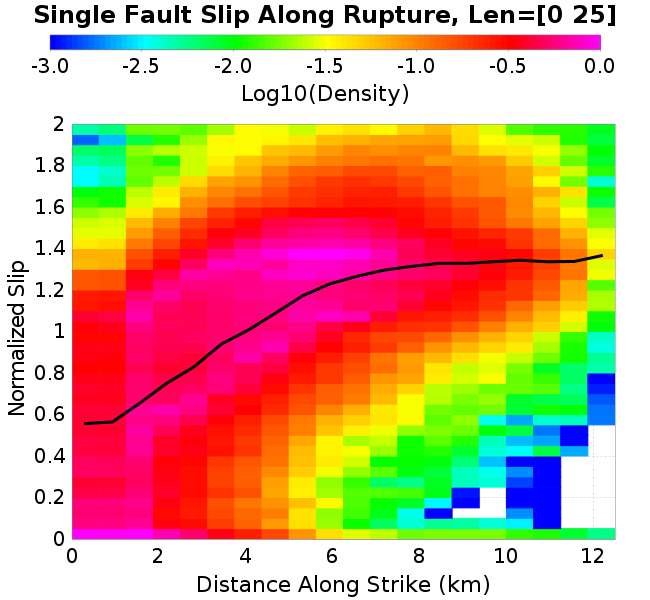 Single Fault Slip Along Rupture, Len=[0 25]
-3.0 -2.5 -2.0 -1.5 -1.0 -0.5 0.0
Log10(Density)
Normalized Slip
2
1.8
1.6
1.4
1.2
1
0.8
0.6
0.4
0.2
0
0 2 4 6 8 10 12
Distance Along Strike (km)